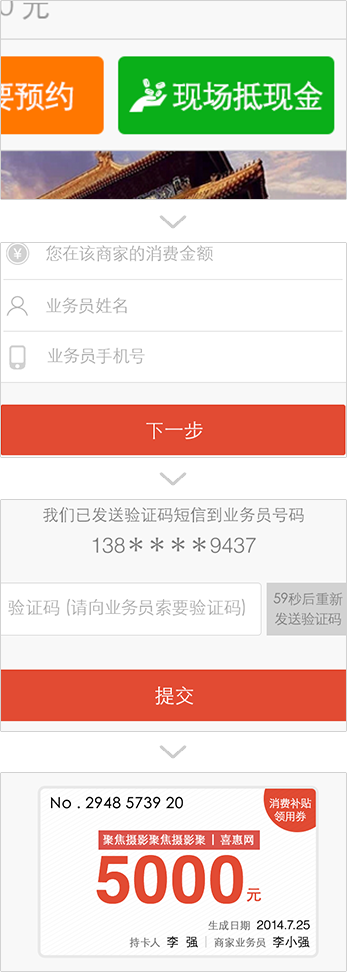 0 元
要预约
现场抵现金
¥ 您在该商家的消费金额
业务员姓名
业务员手机号
下一步
我们已发送验证码短信到业务员号码
138＊＊＊＊9437
验证码 (请向业务员索要验证码)
59秒后重新
发送验证码
提交
No . 2948 5739 20
消费补贴
领用券
聚焦摄影聚焦摄影聚 | 喜惠网
5000元
生成日期 2014.7.25
持卡人 李 强 | 商家业务员 李小强